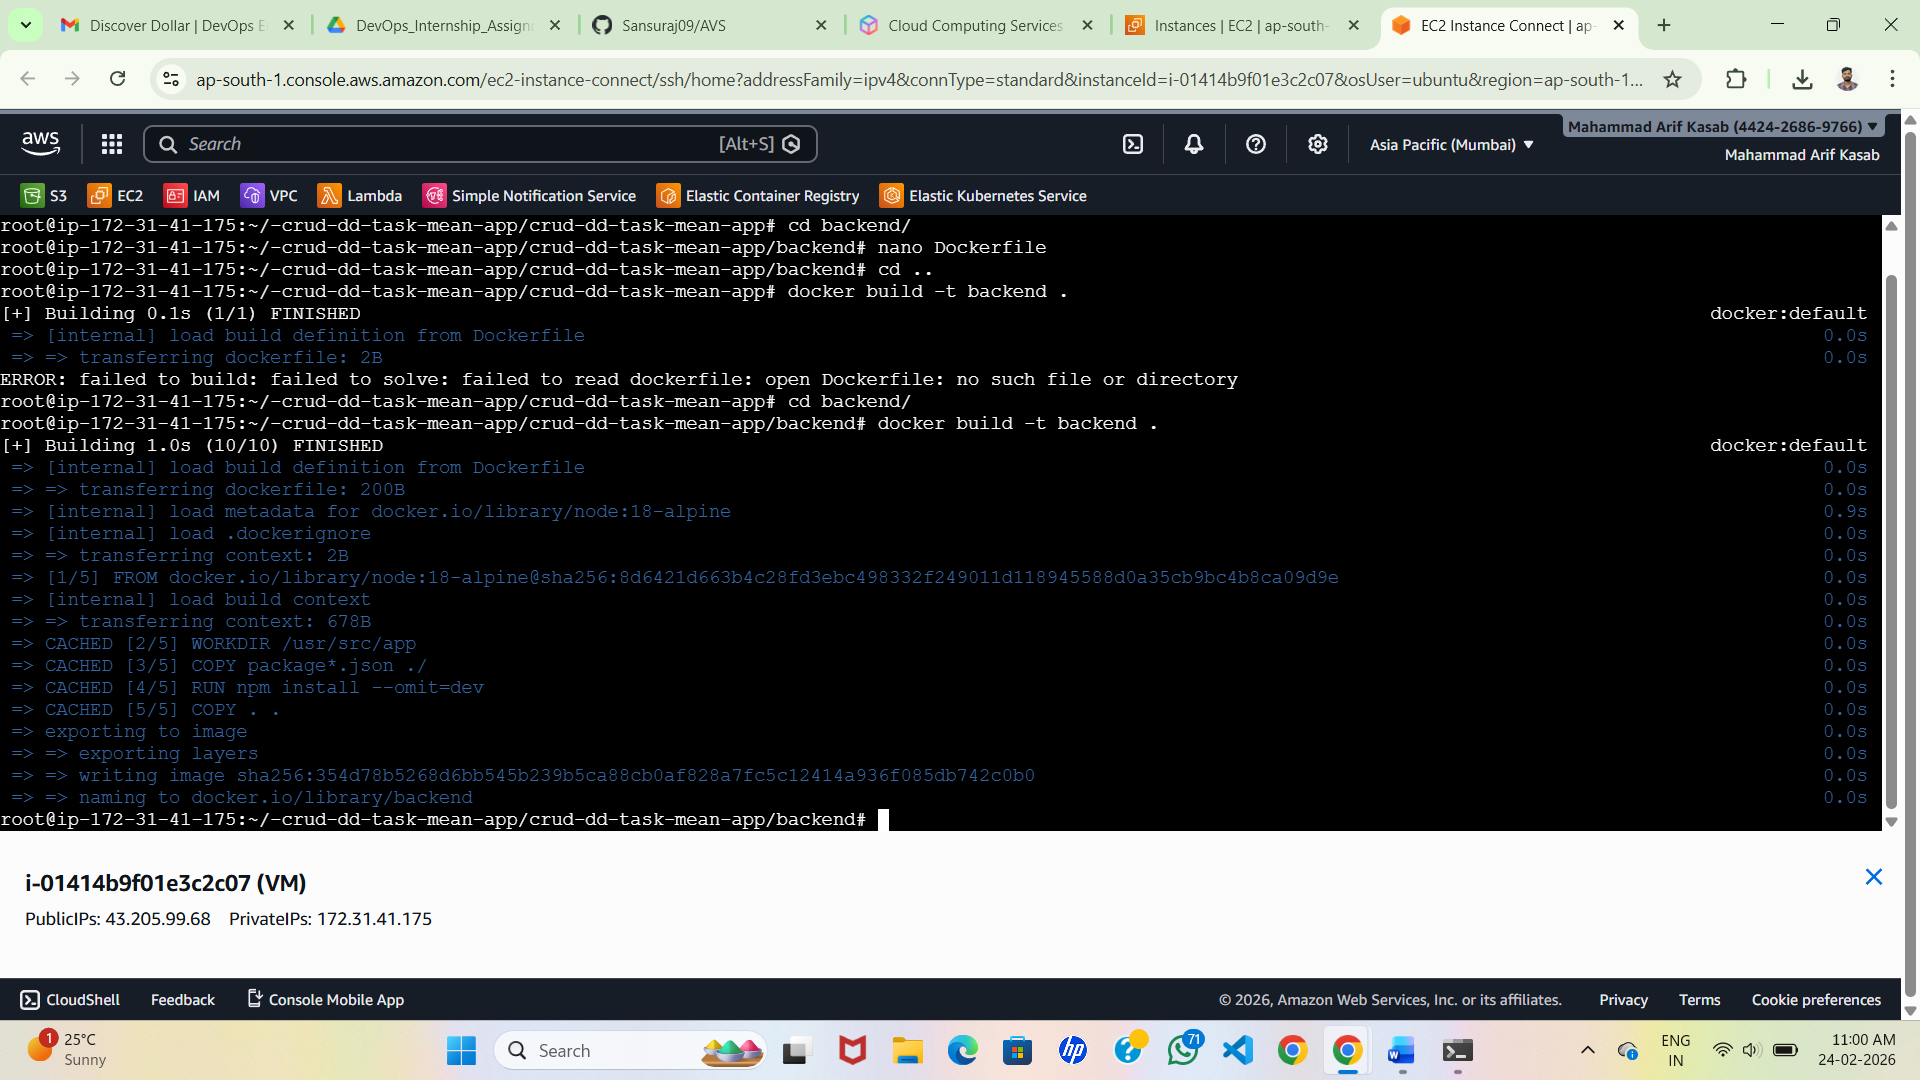 Discover Dollar | DevOps E
DevOps_Internship_Assign
Sansuraj09/AVS
Cloud Computing Services
Instances | EC2 | ap-south-
EC2 Instance Connect | ap-
ap-south-1.console.aws.amazon.com/ec2-instance-connect/ssh/home?addressFamily=ipv4&connType=standard&instanceId=i-01414b9f01e3c2c07&osUser=ubuntu&region=ap-south-1...
aws
Search
[Alt+S]
Asia Pacific (Mumbai)
Mahammad Arif Kasab (4424-2686-9766)
Mahammad Arif Kasab
S3
EC2
IAM
VPC
Lambda
Simple Notification Service
Elastic Container Registry
Elastic Kubernetes Service
root@ip-172-31-41-175:~/-crud-dd-task-mean-app/crud-dd-task-mean-app# cd backend/
root@ip-172-31-41-175:~/-crud-dd-task-mean-app/crud-dd-task-mean-app/backend# nano Dockerfile
root@ip-172-31-41-175:~/-crud-dd-task-mean-app/crud-dd-task-mean-app/backend# cd ..
root@ip-172-31-41-175:~/-crud-dd-task-mean-app/crud-dd-task-mean-app# docker build -t backend .
[+] Building 0.1s (1/1) FINISHED docker:default
=> [internal] load build definition from Dockerfile 0.0s
=> => transferring dockerfile: 2B 0.0s
ERROR: failed to build: failed to solve: failed to read dockerfile: open Dockerfile: no such file or directory
root@ip-172-31-41-175:~/-crud-dd-task-mean-app/crud-dd-task-mean-app# cd backend/
root@ip-172-31-41-175:~/-crud-dd-task-mean-app/crud-dd-task-mean-app/backend# docker build -t backend .
[+] Building 1.0s (10/10) FINISHED docker:default
=> [internal] load build definition from Dockerfile 0.0s
=> => transferring dockerfile: 200B 0.0s
=> [internal] load metadata for docker.io/library/node:18-alpine 0.9s
=> [internal] load .dockerignore 0.0s
=> => transferring context: 2B 0.0s
=> [1/5] FROM docker.io/library/node:18-alpine@sha256:8d6421d663b4c28fd3ebc498332f249011d118945588d0a35cb9bc4b8ca09d9e 0.0s
=> [internal] load build context 0.0s
=> => transferring context: 678B 0.0s
=> CACHED [2/5] WORKDIR /usr/src/app 0.0s
=> CACHED [3/5] COPY package*.json ./ 0.0s
=> CACHED [4/5] RUN npm install --omit=dev 0.0s
=> CACHED [5/5] COPY . . 0.0s
=> exporting to image 0.0s
=> => exporting layers 0.0s
=> => writing image sha256:354d78b5268d6bb545b239b5ca88cb0af828a7fc5c12414a936f085db742c0b0 0.0s
=> => naming to docker.io/library/backend 0.0s
root@ip-172-31-41-175:~/-crud-dd-task-mean-app/crud-dd-task-mean-app/backend#
i-01414b9f01e3c2c07 (VM)
PublicIPs: 43.205.99.68 PrivateIPs: 172.31.41.175
CloudShell
Feedback
Console Mobile App
© 2026, Amazon Web Services, Inc. or its affiliates.
Privacy
Terms
Cookie preferences
1
25°C
Sunny
Search
hp
71
ENG
IN
11:00 AM
24-02-2026